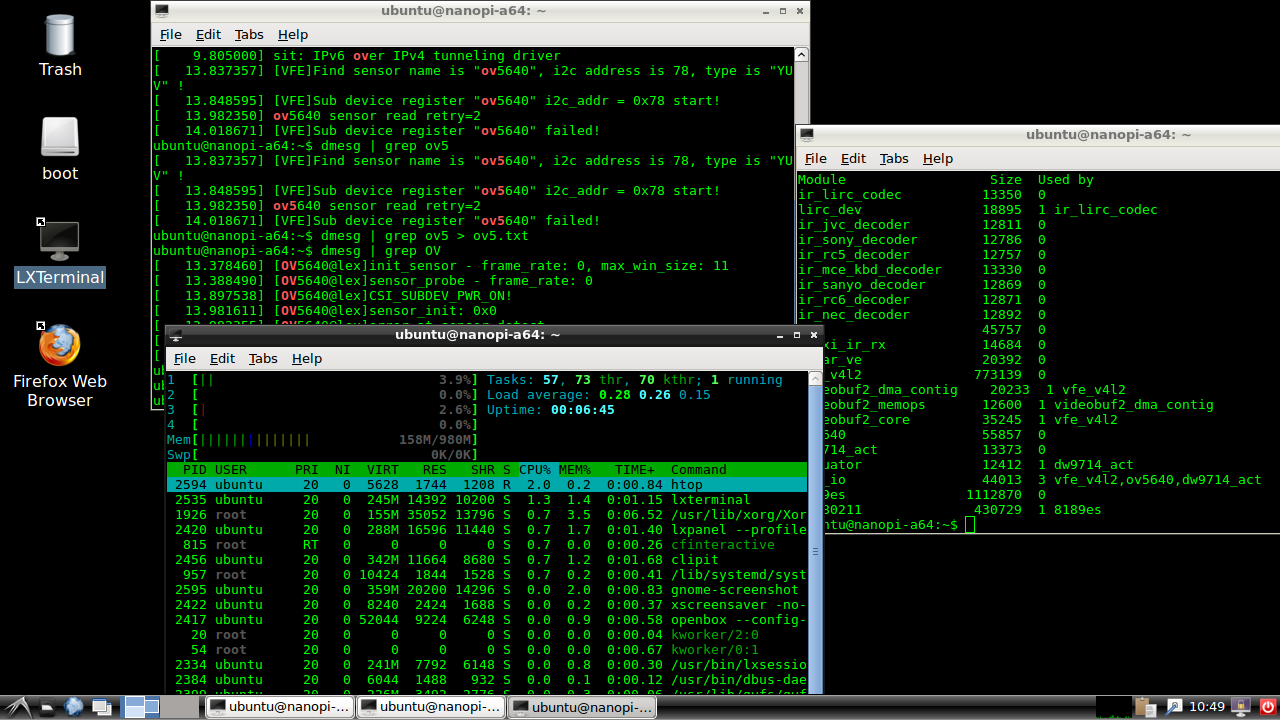 Trash
boot
LXTerminal
Firefox Web
Browser
ubuntu@nanopi-a64: ~
File Edit Tabs Help
[    9.805000] sit: IPv6 over IPv4 tunneling driver
[   13.837357] [VFE]Find sensor name is "ov5640", i2c address is 78, type is "YU
V" !
[   13.848595] [VFE]Sub device register "ov5640" i2c_addr = 0x78 start!
[   13.982350] ov5640 sensor read retry=2
[   14.018671] [VFE]Sub device register "ov5640" failed!
ubuntu@nanopi-a64:~$ dmesg | grep ov5
[   13.837357] [VFE]Find sensor name is "ov5640", i2c address is 78, type is "YU
V" !
[   13.848595] [VFE]Sub device register "ov5640" i2c_addr = 0x78 start!
[   13.982350] ov5640 sensor read retry=2
[   14.018671] [VFE]Sub device register "ov5640" failed!
ubuntu@nanopi-a64:~$ dmesg | grep ov5 > ov5.txt
ubuntu@nanopi-a64:~$ dmesg | grep OV
[   13.378460] [OV5640@lex]init_sensor - frame_rate: 0, max_win_size: 11
[   13.388490] [OV5640@lex]sensor_probe - frame_rate: 0
[   13.897538] [OV5640@lex]CSI_SUBDEV_PWR_ON!
[   13.981611] [OV5640@lex]sensor_init: 0x0
ubuntu@nanopi-a64: ~
File Edit Tabs Help
Module Size Used by
ir_lirc_codec 13350 0
lirc_dev 18895 1 ir_lirc_codec
ir_jvc_decoder 12811 0
ir_sony_decoder 12786 0
ir_rc5_decoder 12757 0
ir_mce_kbd_decoder 13330 0
ir_sanyo_decoder 12869 0
ir_rc6_decoder 12871 0
ir_nec_decoder 12892 0
45757 0
xi_ir_rx 14684 0
ar_ve 20392 0
_v4l2 773139 0
eobuf2_dma_contig 20233 1 vfe_v4l2
eobuf2_memops 12600 1 videobuf2_dma_contig
eobuf2_core 35245 1 vfe_v4l2
640 55857 0
714_act 13373 0
uator 12412 1 dw9714_act
_io 44013 3 vfe_v4l2,ov5640,dw9714_act
9es 1112870 0
80211 430729 1 8189es
ntu@nanopi-a64:~$
ubuntu@nanopi-a64: ~
File Edit Tabs Help
1 [|| 3.9%] Tasks: 57, 73 thr, 70 kthr; 1 running
2 [ 0.0%] Load average: 0.28 0.26 0.15
3 [| 2.6%] Uptime: 00:06:45
4 [ 0.0%]
Mem[|||||||||||||| 158M/980M]
Swp[ 0K/0K]
PID USER PRI NI VIRT RES SHR S CPU% MEM% TIME+ Command
2594 ubuntu 20 0 5628 1744 1208 R 2.0 0.2 0:00.84 htop
2535 ubuntu 20 0 245M 14392 10200 S 1.3 1.4 0:01.15 lxterminal
1926 root 20 0 155M 35052 13796 S 0.7 3.5 0:06.52 /usr/lib/xorg/Xor
2420 ubuntu 20 0 288M 16596 11440 S 0.7 1.7 0:01.40 lxpanel --profile
815 root RT 0 0 0 0 S 0.7 0.0 0:00.26 cfinteractive
2456 ubuntu 20 0 342M 11664 8680 S 0.7 1.2 0:01.68 clipit
957 root 20 0 10424 1844 1528 S 0.7 0.2 0:00.41 /lib/systemd/syst
2595 ubuntu 20 0 359M 20200 14296 S 0.0 2.0 0:00.83 gnome-screenshot
2422 ubuntu 20 0 8240 2424 1688 S 0.0 0.2 0:00.37 xscreensaver -no-
2417 ubuntu 20 0 52044 9224 6248 S 0.0 0.9 0:00.58 openbox --config-
20 root 20 0 0 0 0 S 0.0 0.0 0:00.04 kworker/2:0
54 root 20 0 0 0 0 S 0.0 0.0 0:00.67 kworker/0:1
2334 ubuntu 20 0 241M 7792 6148 S 0.0 0.8 0:00.30 /usr/bin/lxsessio
2384 ubuntu 20 0 6044 1488 932 S 0.0 0.1 0:00.12 /usr/bin/dbus-dae
ubuntu@nanopi-...
ubuntu@nanopi-...
ubuntu@nanopi-...
10:49